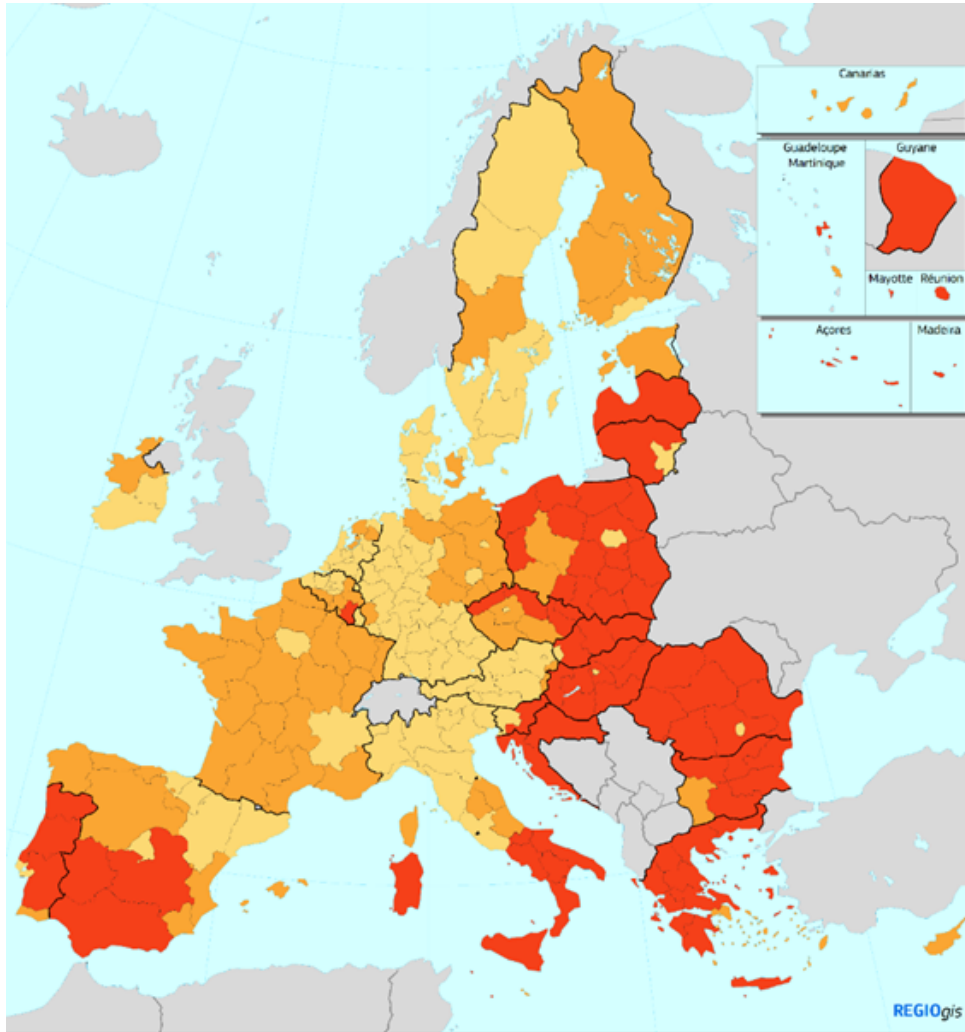 Canarias
Guadeloupe
Martinique
Guyane
Mayotte
Réunion
Açores
Madeira
REGIOgis